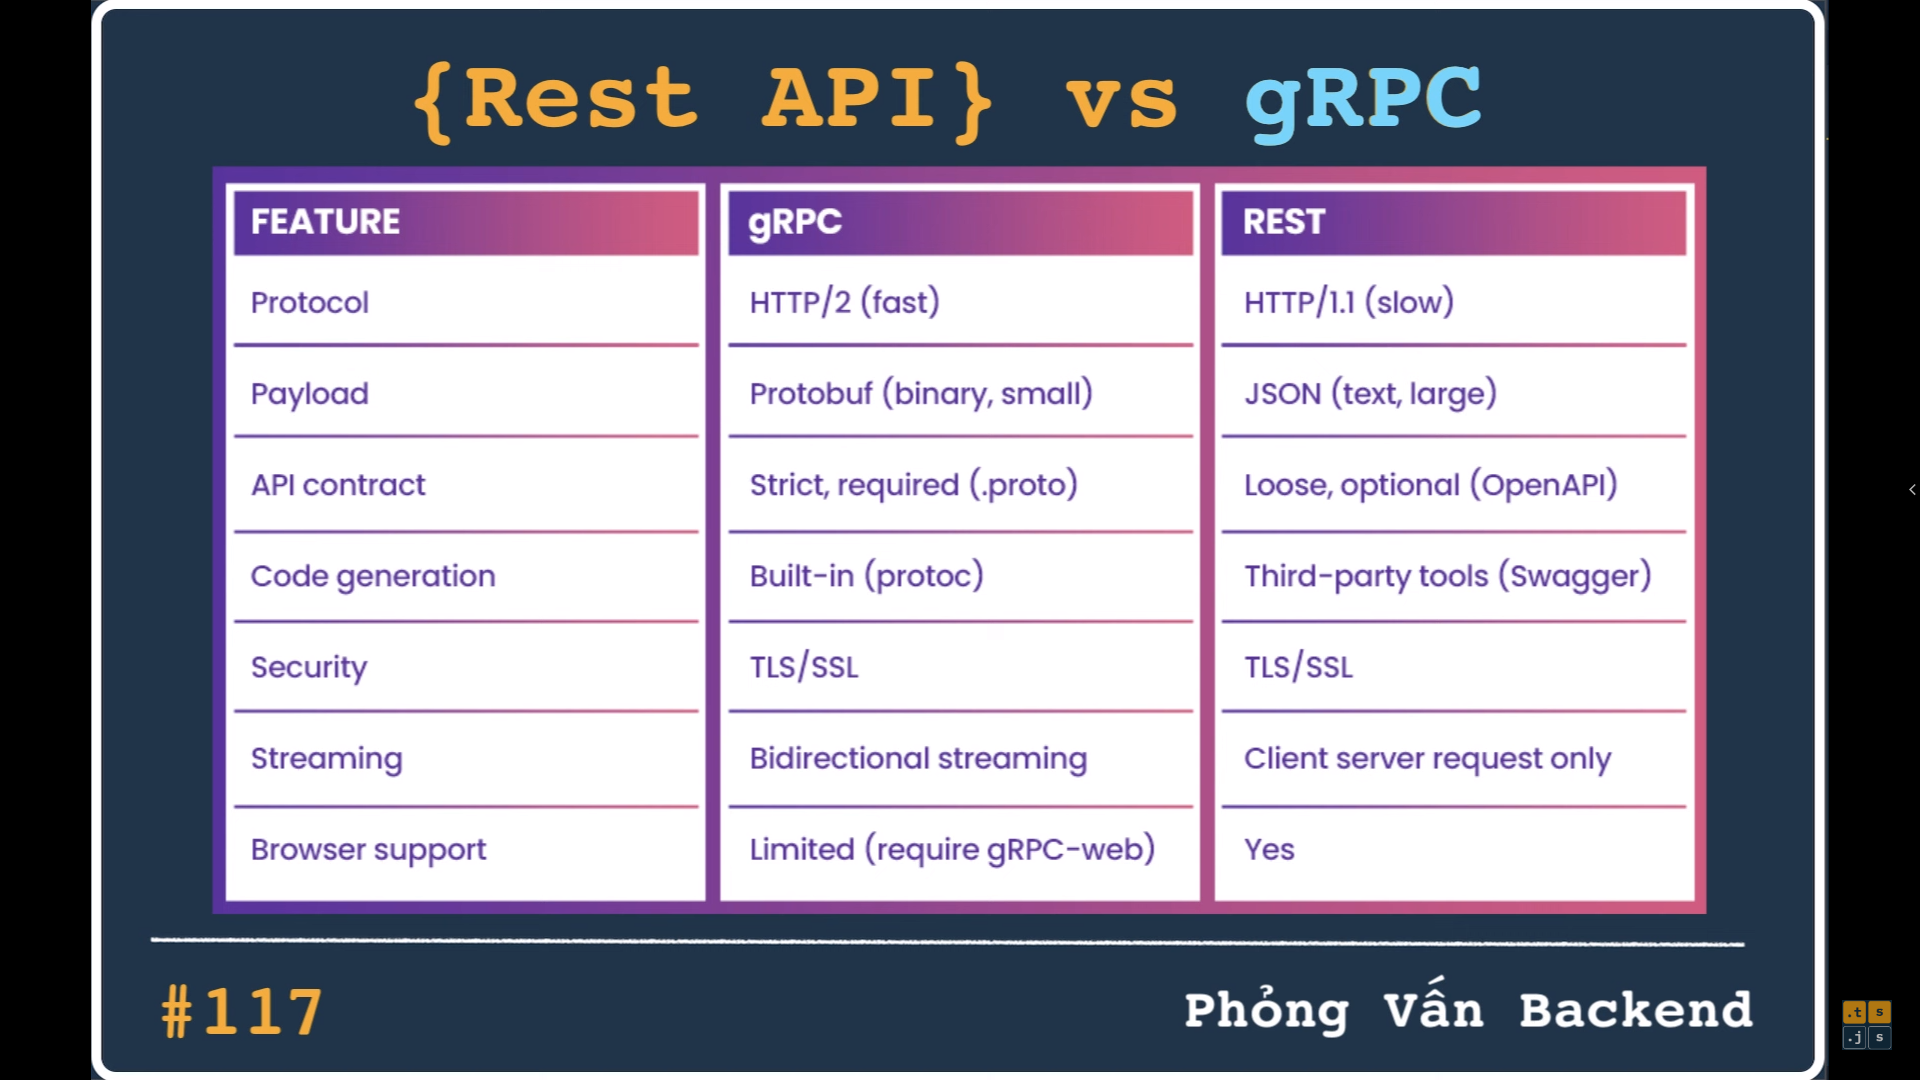 {Rest API} vs gRPC
FEATURE gRPC REST
Protocol HTTP/2 (fast) HTTP/1.1 (slow)
Payload Protobuf (binary, small) JSON (text, large)
API contract Strict, required (.proto) Loose, optional (OpenAPI)
Code generation Built-in (protoc) Third-party tools (Swagger)
Security TLS/SSL TLS/SSL
Streaming Bidirectional streaming Client server request only
Browser support Limited (require gRPC-web) Yes
#117 Phỏng Vấn Backend
.t s
.j s